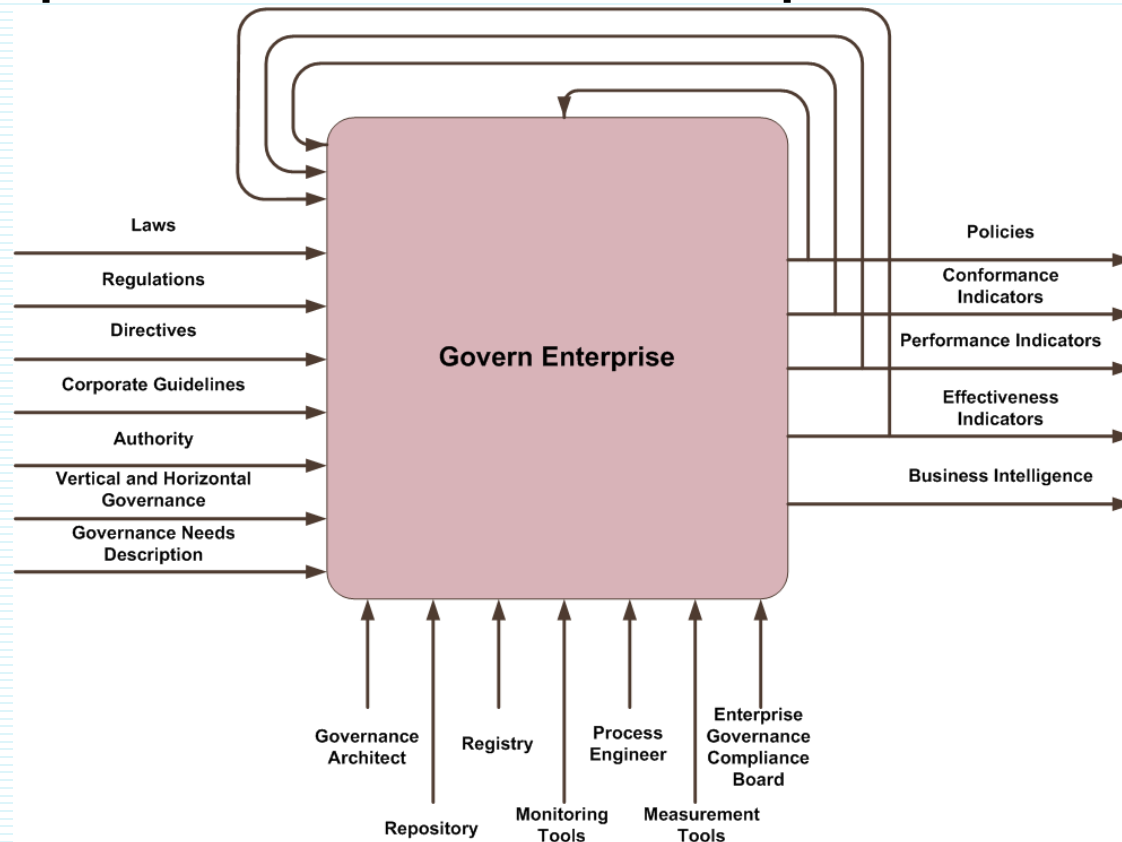 Laws
Regulations
Directives
Corporate Guidelines
Authority
Vertical and Horizontal
Governance
Governance Needs
Description
Govern Enterprise
Policies
Conformance
Indicators
Performance Indicators
Effectiveness
Indicators
Business Intelligence
Governance
Architect
Repository
Registry
Monitoring
Tools
Process
Engineer
Measurement
Tools
Enterprise
Governance
Compliance
Board